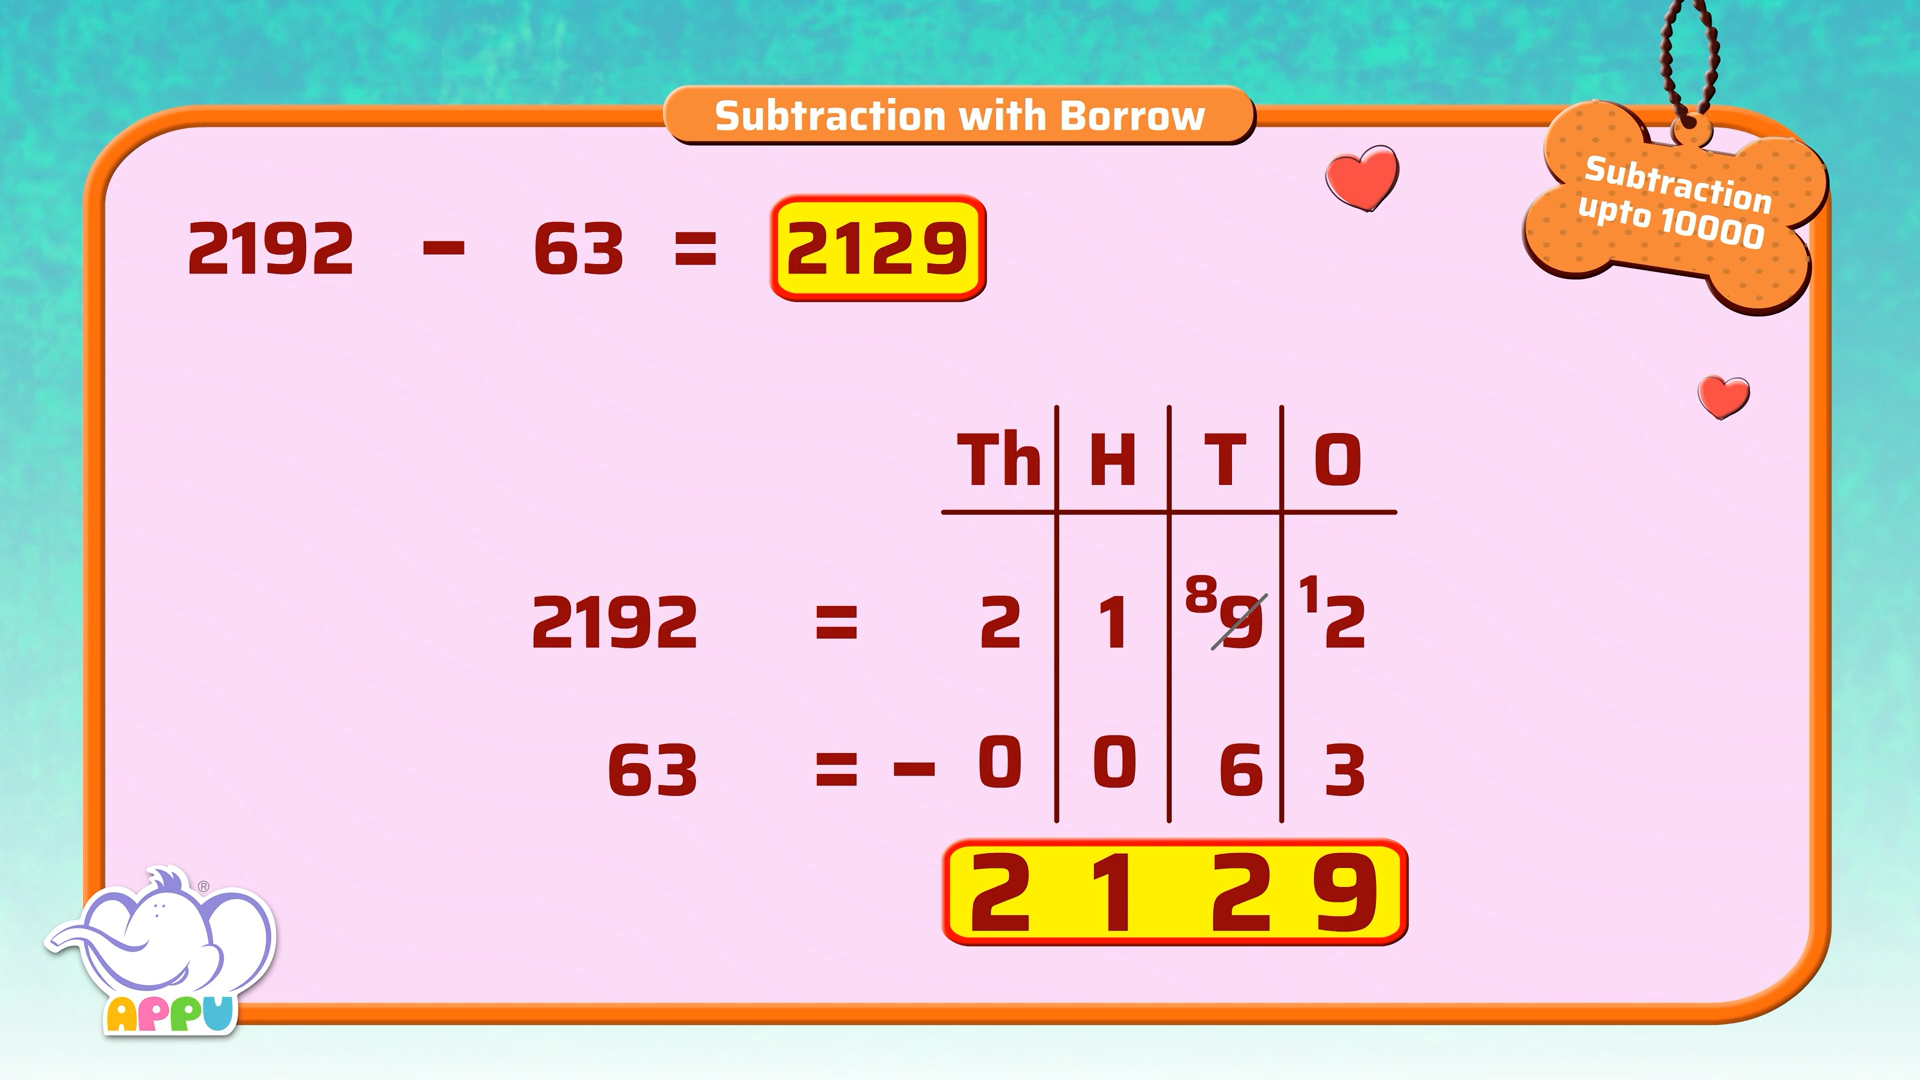 Subtraction with Borrow
Subtraction
upto 10000
2192 - 63 = 2129
Th H T O
2192 = 2 1 8 9 1 2
63 = - 0 0 6 3
2 1 2 9
®
APPU